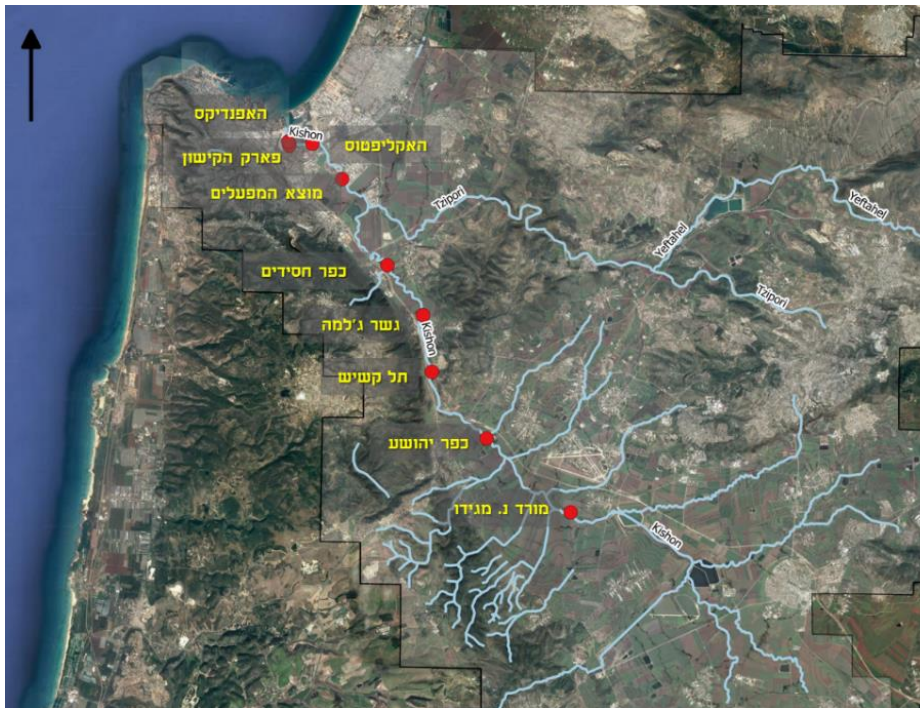 האפנדיקס
Kishon
האקליפטוס
פארק הקישון
מוצא המפעלים
Tzipori
Yeftahel
Yeftahel
כפר חסידים
Tzipori
גשר ג'למה
Kishon
תל קשיש
כפר יהושע
מורד נ. מגידו
Kishon